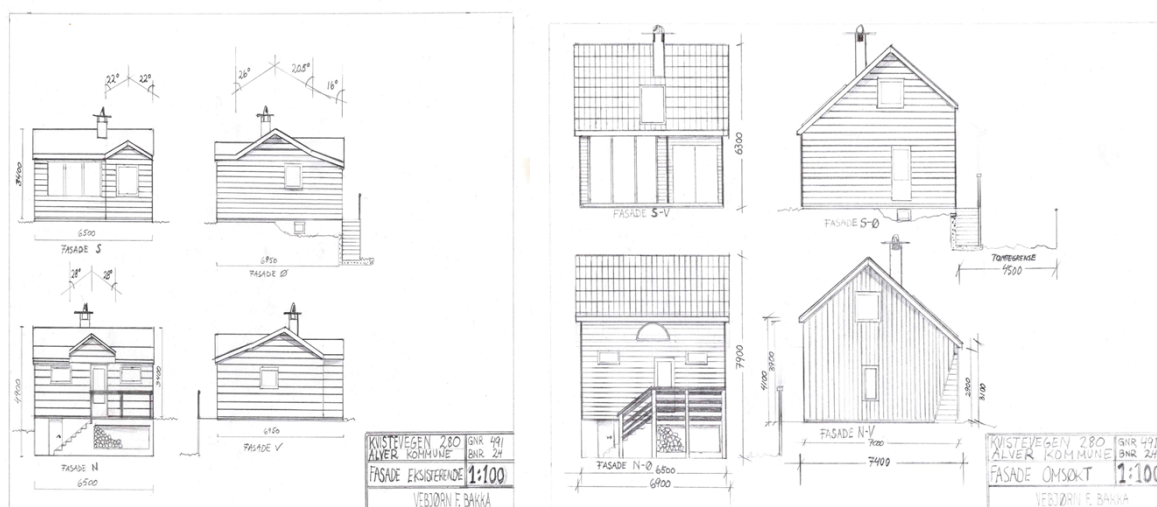 22° 22°
26° 20.5° 16°
3400
6500
FASADE S
6950
FASADE Ø
28° 28°
4900
3400
FASADE N
6500
6950
FASADE V
KVISTEVEGEN 280 GNR 491
ALVER KOMMUNE BNR 24
FASADE EKSISTERENDE 1:100
VEBJØRN F. BAKKA
6300
FASADE S-V
FASADE S-Ø
TOMTEGRENSE
4500
7900
FASADE N-Ø 6500
6900
4100 3900
2900 3100
FASADE N-V
7000
7400
KVISTEVEGEN 280 GNR 491
ALVER KOMMUNE BNR 24
FASADE OMSØKT 1:100
VEBJØRN F. BAKKA